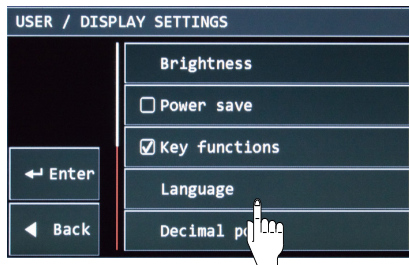 USER / DISPLAY SETTINGS
Brightness
Power save
Key functions
Enter
Language
Back
Decimal